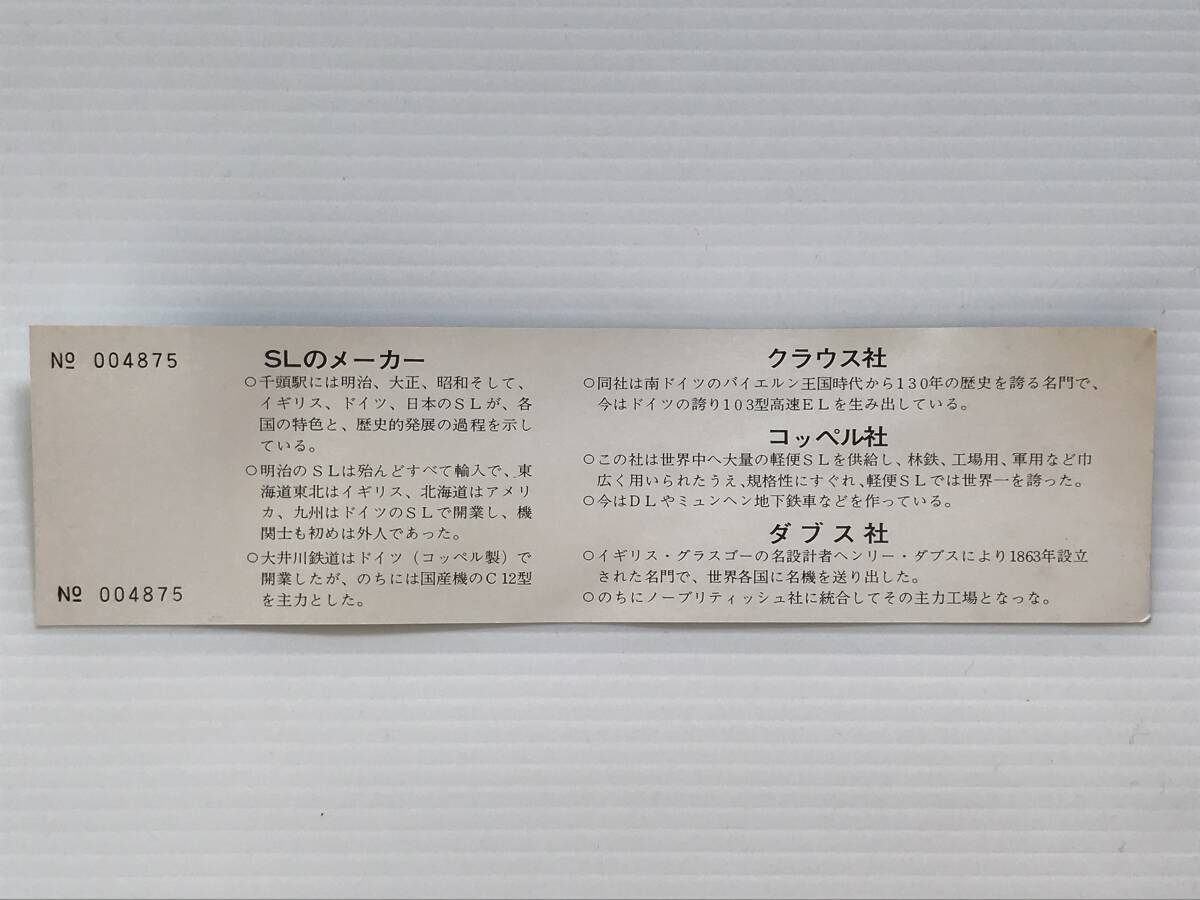 № 004875
SLのメーカー
○千頭駅には明治、大正、昭和そして、
イギリス、ドイツ、日本のSLが、各
国の特色と、歴史的発展の過程を示し
ている。
○明治のSLは殆んどすべて輸入で、東
海道東北はイギリス、北海道はアメリ
カ、九州はドイツのSLで開業し、機
関士も初めは外人であった。
○大井川鉄道はドイツ(コッペル製)で
開業したが、のちには国産機のC12型
を主力とした。
№ 004875
クラウス社
○同社は南ドイツのバイエルン王国時代から130年の歴史を誇る名門で、
今はドイツの誇り103型高速ELを生み出している。
コッペル社
○この社は世界中へ大量の軽便SLを供給し、林鉄、工場用、軍用など巾
広く用いられたうえ、規格性にすぐれ、軽便SLでは世界一を誇った。
○今はDLやミュンヘン地下鉄車などを作っている。
ダブス社
○イギリス・グラスゴーの名設計者ヘンリー・ダブスにより1863年設立
された名門で、世界各国に名機を送り出した。
○のちにノーブリティッシュ社に統合してその主力工場となっな。